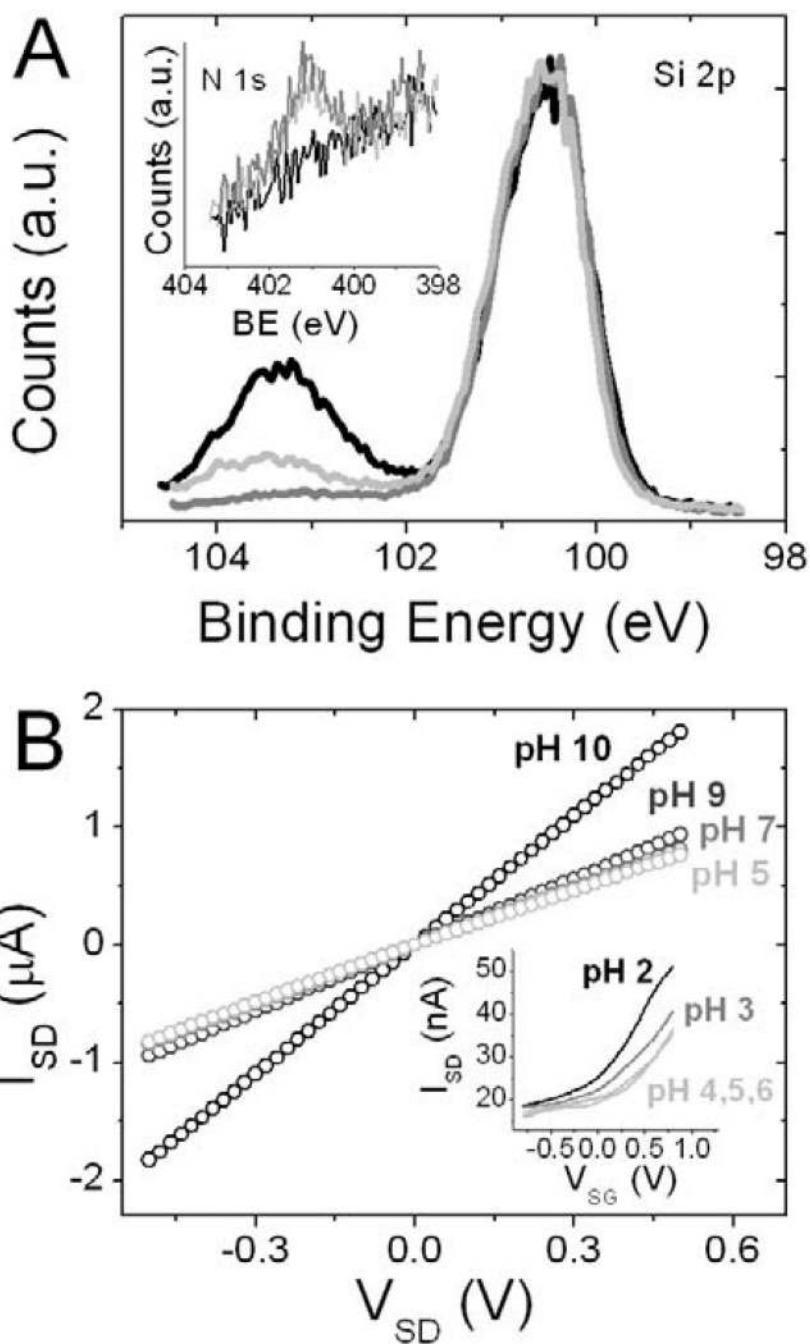 A
N 1s
Si 2p
Counts (a.u.)
404 402 400 398
BE (eV)
Counts (a.u.)
104 102 100 98
Binding Energy (eV)
B
2
1
0
-1
-2
I_SD (μA)
pH 10
pH 9
pH 7
pH 5
50
40
30
20
I_SD (nA)
pH 2
pH 3
pH 4,5,6
-0.5 0.0 0.5 1.0
V_SG (V)
-0.3 0.0 0.3 0.6
V_SD (V)